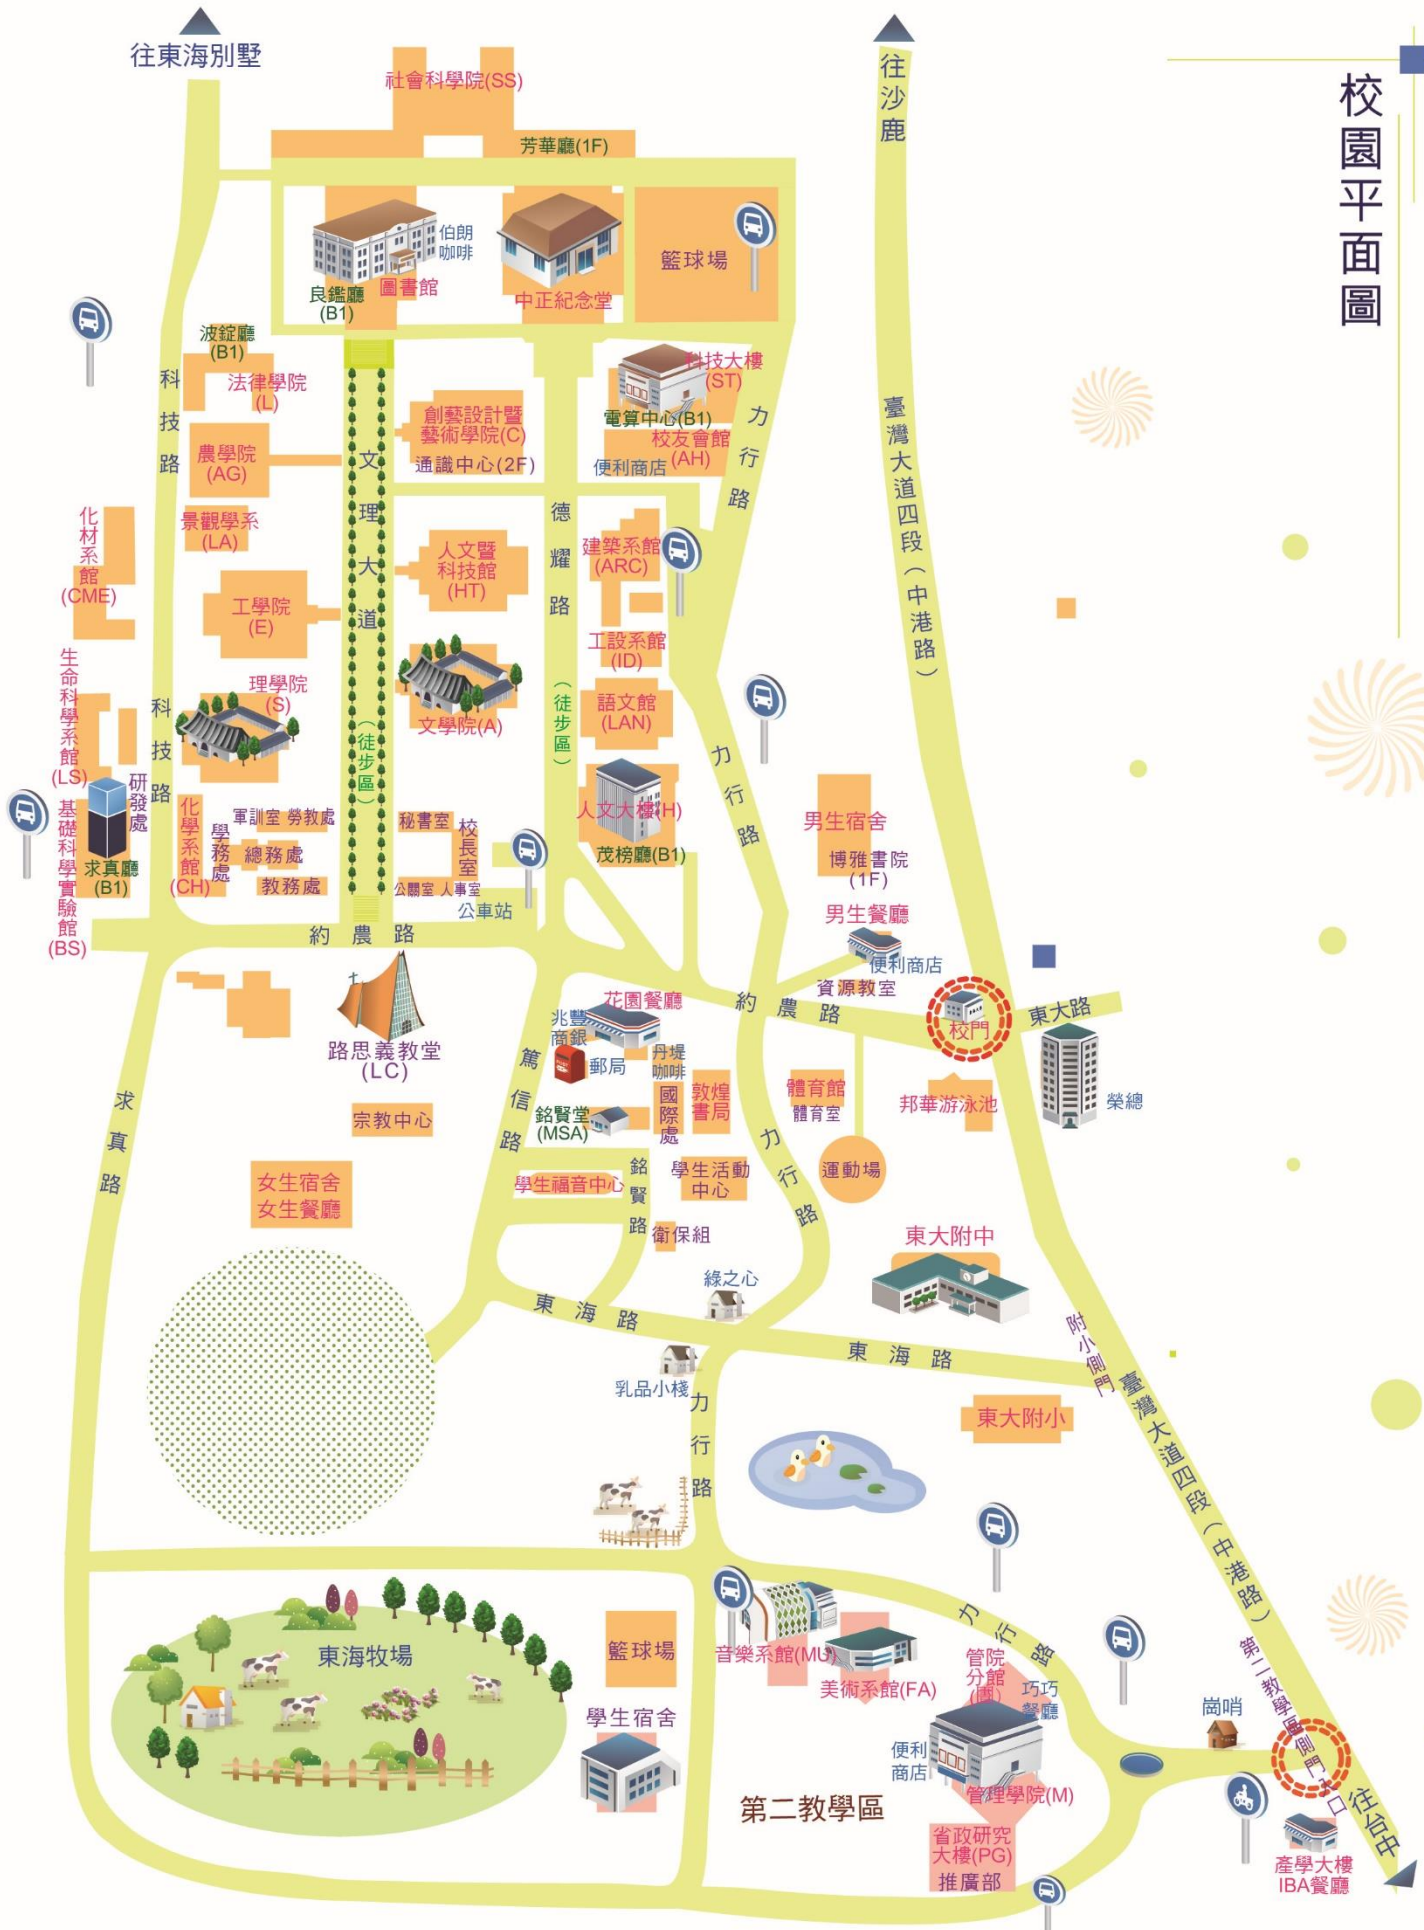 校園平面圖
往東海別墅
往沙鹿
社會科學院(SS)
芳華廳(1F)
伯朗
咖啡
圖書館
良鑑廳
(B1)
中正紀念堂
籃球場
波錠廳
(B1)
法律學院
(L)
科技路
農學院
(AG)
景觀學系
(LA)
化材系館
(CME)
工學院
(E)
文理大道
(徒步區)
創藝設計暨
藝術學院(C)
通識中心(2F)
科技大樓
(ST)
電算中心(B1)
校友會館
(AH)
便利商店
力行路
臺灣大道四段(中港路)
人文暨
科技館
(HT)
德耀路
(徒步區)
建築系館
(ARC)
工設系館
(ID)
語文館
(LAN)
文學院(A)
理學院
(S)
生命科學系館
(LS)
科技路
研發處
基礎科學實驗館
(BS)
求真廳
(B1)
化學系館
(CH)
學務處
軍訓室 勞教處
總務處
教務處
秘書室
校長室
公關室 人事室
公車站
人文大樓(H)
茂榜廳(B1)
力行路
男生宿舍
博雅書院
(1F)
男生餐廳
便利商店
資源教室
約農路
約農路
校門
東大路
榮總
路思義教堂
(LC)
宗教中心
花園餐廳
兆豐
商銀
郵局
丹堤
咖啡
國際處
敦煌
書局
銘賢堂
(MSA)
篤信路
體育館
體育室
邦華游泳池
運動場
力行路
求真路
女生宿舍
女生餐廳
學生福音中心
銘賢路
學生活動
中心
衛保組
綠之心
東大附中
東海路
東海路
附小側門
乳品小棧
力行路
東大附小
臺灣大道四段(中港路)
東海牧場
籃球場
學生宿舍
音樂系館(MU)
美術系館(FA)
力行路
管院
分館
巧巧
餐廳
便利
商店
管理學院(M)
第二教學區
省政研究
大樓(PG)
推廣部
崗哨
第二教學區側門
往台中
產學大樓
IBA餐廳